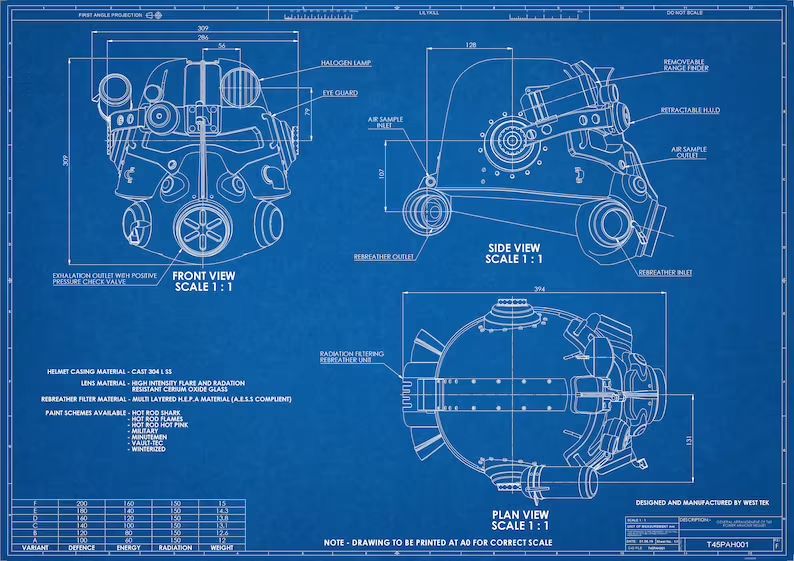 FIRST ANGLE PROJECTION
LILYKILL
DO NOT SCALE
309
286
56
HALOGEN LAMP
EYE GUARD
79
309
EXHALATION OUTLET WITH POSITIVE
PRESSURE CHECK VALVE
FRONT VIEW
SCALE 1 : 1
128
REMOVEABLE
RANGE FINDER
RETRACTABLE H.U.D
AIR SAMPLE
INLET
AIR SAMPLE
OUTLET
107
REBREATHER OUTLET
REBREATHER INLET
SIDE VIEW
SCALE 1 : 1
394
RADIATION FILTERING
REBREATHER UNIT
131
PLAN VIEW
SCALE 1 : 1
HELMET CASING MATERIAL - CAST 304 L SS
LENS MATERIAL - HIGH INTENSITY FLARE AND RADATION
RESISTANT CERIUM OXIDE GLASS
REBREATHER FILTER MATERIAL - MULTI LAYERED H.E.P.A MATERIAL (A.E.S.S COMPLIENT)
PAINT SCHEMES AVAILABLE - HOT ROD SHARK
- HOT ROD FLAMES
- HOT ROD HOT PINK
- MILITARY
- MINUTEMEN
- VAULT-TEC
- WINTERIZED
F 200 160 150 15
E 180 140 150 14.3
D 160 120 150 13.8
C 140 100 150 13.1
B 120 80 150 12.6
A 100 60 150 12
VARIANT DEFENCE ENERGY RADIATION WEIGHT
NOTE - DRAWING TO BE PRINTED AT A0 FOR CORRECT SCALE
DESIGNED AND MANUFACTURED BY WEST TEK
SCALE 1 : 1
UNIT OF MEASUREMENT mm
DESCRIPTION:-
GENERAL ARRANGEMENT OF T45
POWER ARMOUR HELMET
T45PAH001
F